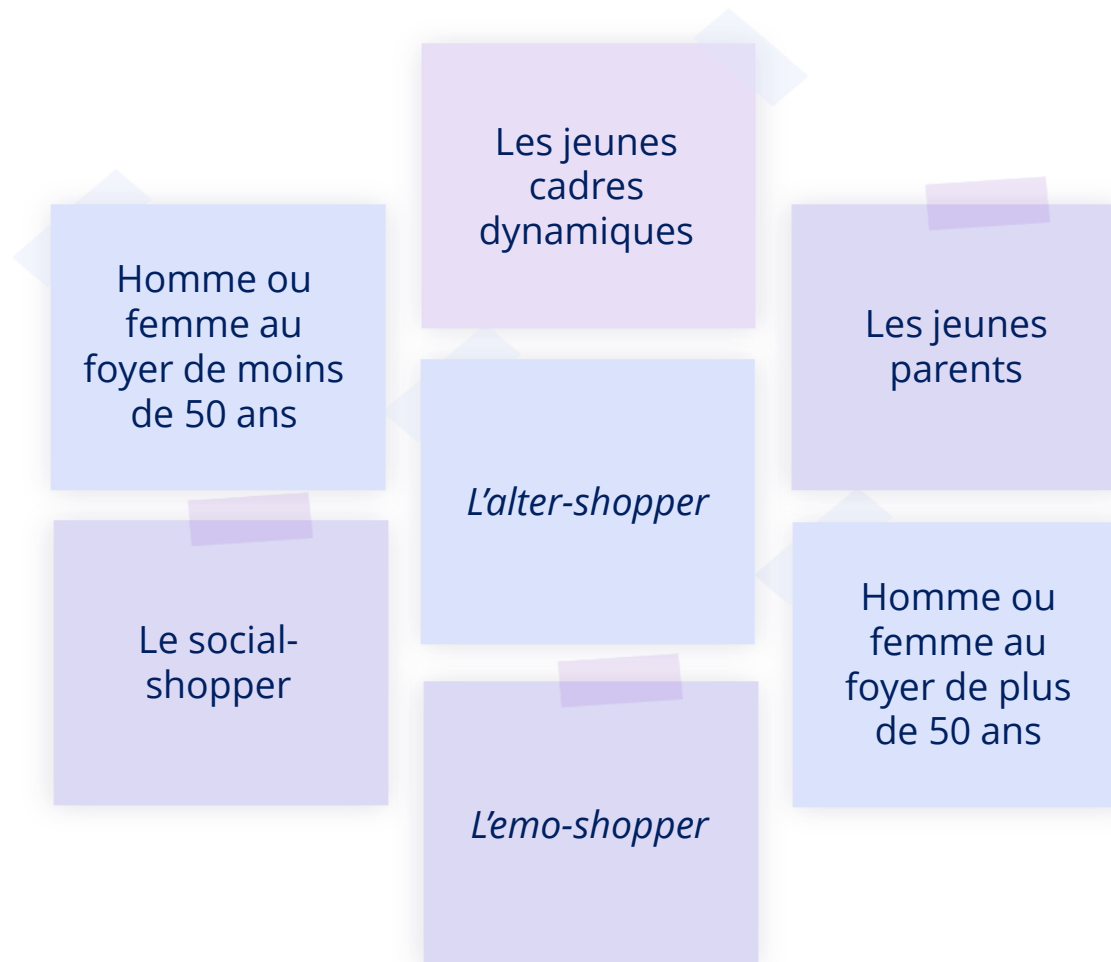 Les jeunes
cadres
dynamiques
Homme ou
femme au
foyer de moins
de 50 ans
Les jeunes
parents
L’alter-shopper
Le social-
shopper
Homme ou
femme au
foyer de plus
de 50 ans
L’emo-shopper